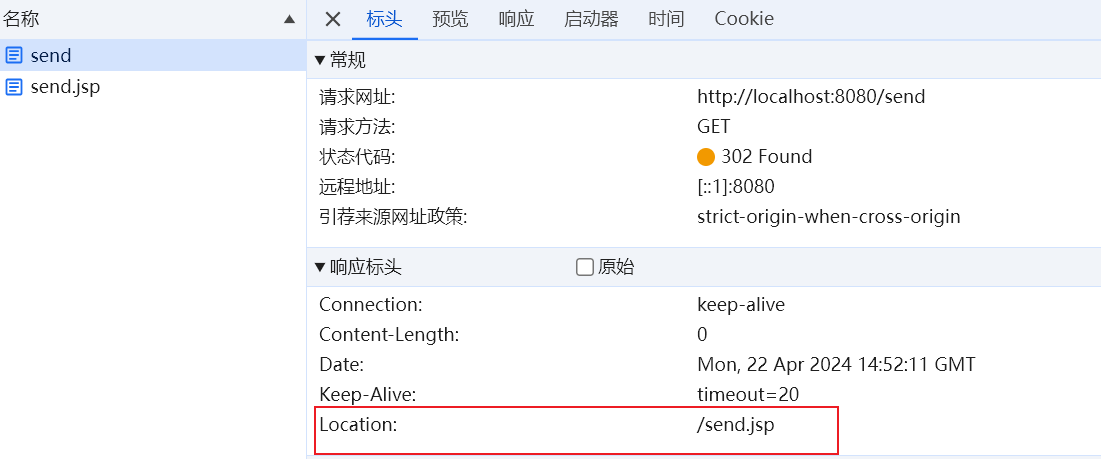 名称
send
send.jsp
标头 预览 响应 启动器 时间 Cookie
常规
请求网址: http://localhost:8080/send
请求方法: GET
状态代码: 302 Found
远程地址: [::1]:8080
引荐来源网址政策: strict-origin-when-cross-origin
响应标头 原始
Connection: keep-alive
Content-Length: 0
Date: Mon, 22 Apr 2024 14:52:11 GMT
Keep-Alive: timeout=20
Location: /send.jsp